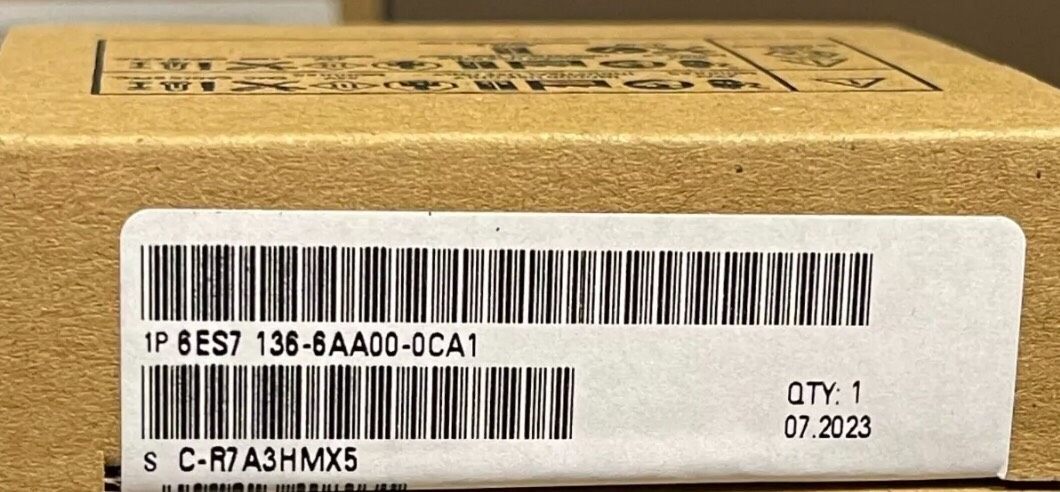 1P 6ES7 136-6AA00-0CA1
QTY: 1
07.2023
S C-R7A3HMX5